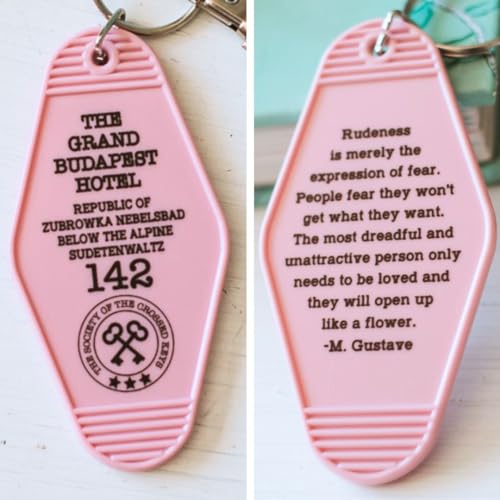 THE
GRAND
BUDAPEST
HOTEL
REPUBLIC OF
ZUBROWKA NEBELSBAD
BELOW THE ALPINE
SUDETENWALTZ
142
THE SOCIETY OF THE CROSSED KEYS
Rudeness
is merely the
expression of fear.
People fear they won't
get what they want.
The most dreadful and
unattractive person only
needs to be loved and
they will open up
like a flower.
-M. Gustave